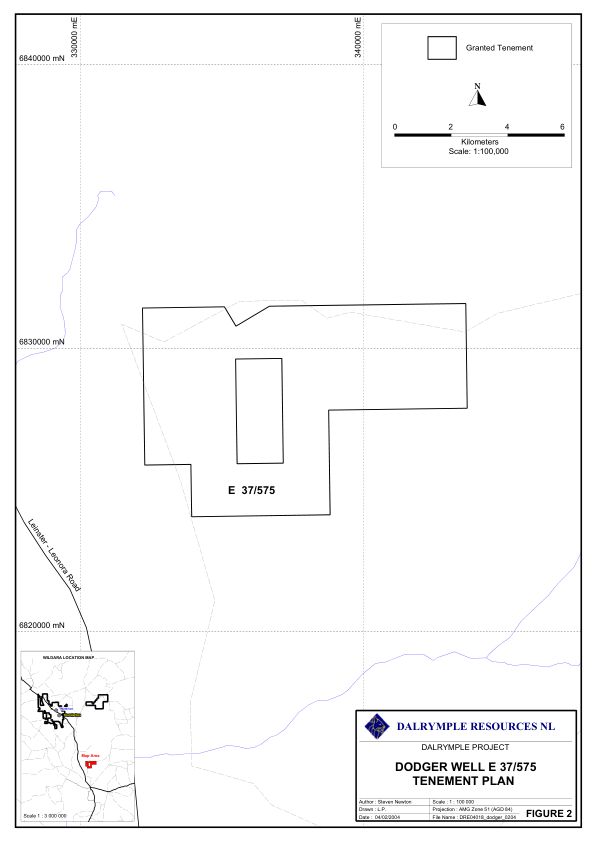 330000 mE
340000 mE
6840000 mN
Granted Tenement
N
0 2 4 6
Kilometers
Scale: 1:100,000
6830000 mN
E 37/575
Leinster - Leonora Road
6820000 mN
WILDARA LOCATION MAP
Map Area
Scale 1 : 3 000 000
DALRYMPLE RESOURCES NL
DALRYMPLE PROJECT
DODGER WELL E 37/575
TENEMENT PLAN
Author : Steven Newton
Scale : 1 : 100 000
Drawn : L.P.
Projection : AMG Zone 51 (AGD 84)
Date : 04/02/2004
File Name : DRE04018_dodger_0204
FIGURE 2